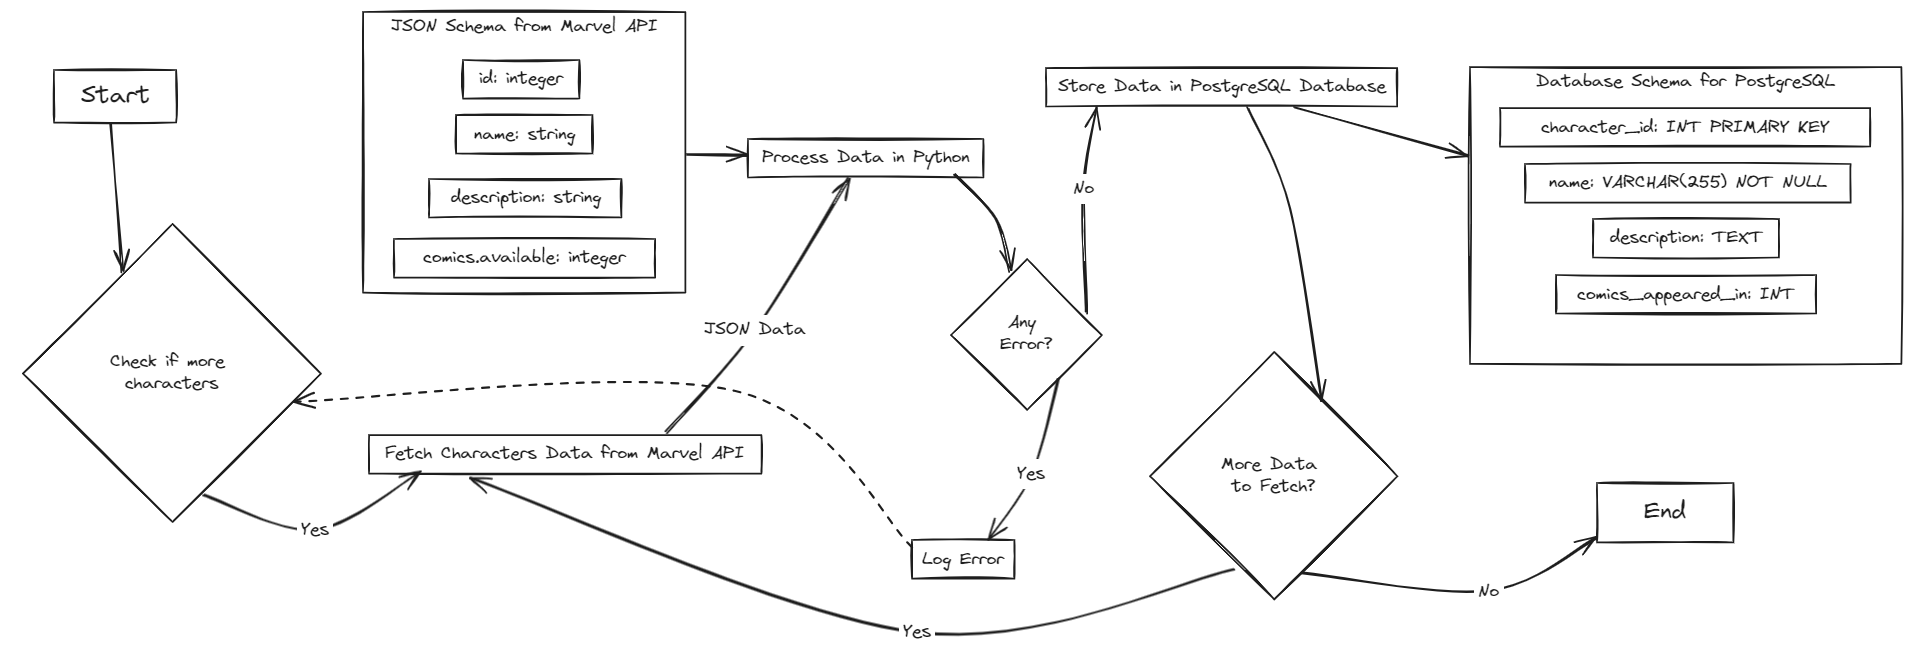 Start
Check if more
characters
Yes
JSON Schema from Marvel API
id: integer
name: string
description: string
comics.available: integer
Fetch Characters Data from Marvel API
JSON Data
Process Data in Python
Any
Error?
No
Yes
Log Error
Store Data in PostgreSQL Database
More Data
to Fetch?
Yes
No
End
Database Schema for PostgreSQL
character_id: INT PRIMARY KEY
name: VARCHAR(255) NOT NULL
description: TEXT
comics_appeared_in: INT